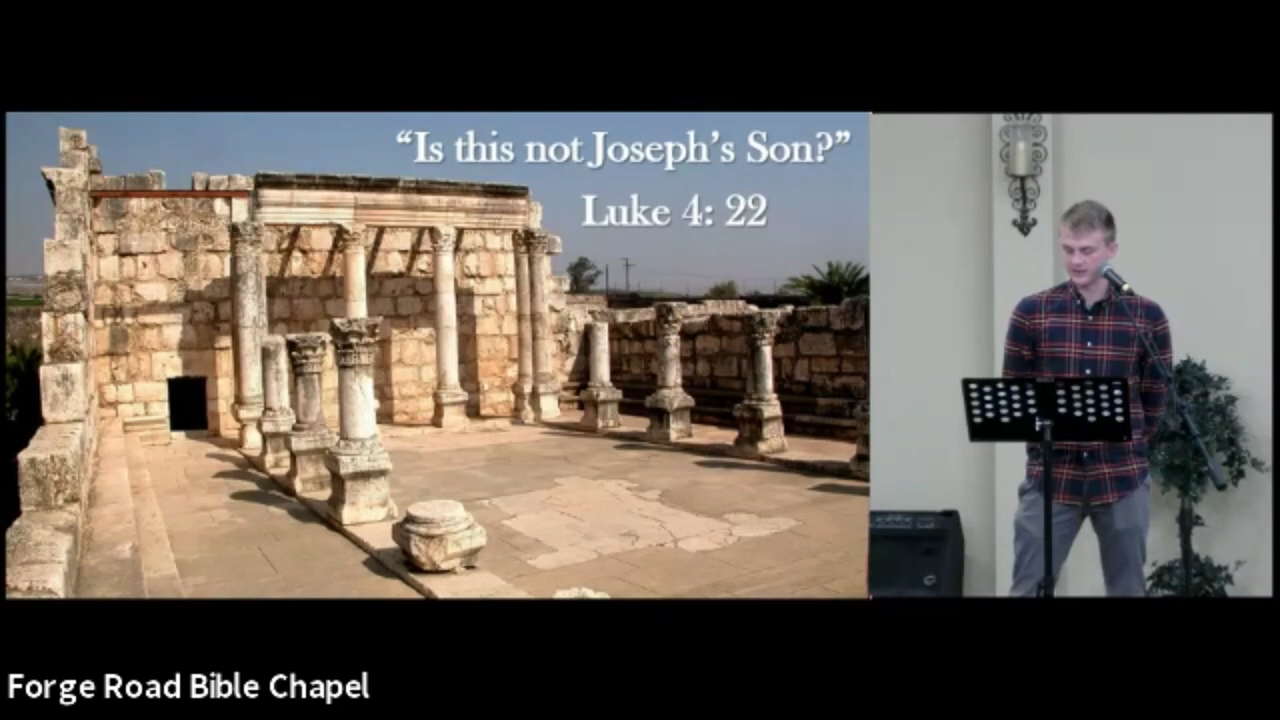 “Is this not Joseph’s Son?”
Luke 4: 22
Forge Road Bible Chapel